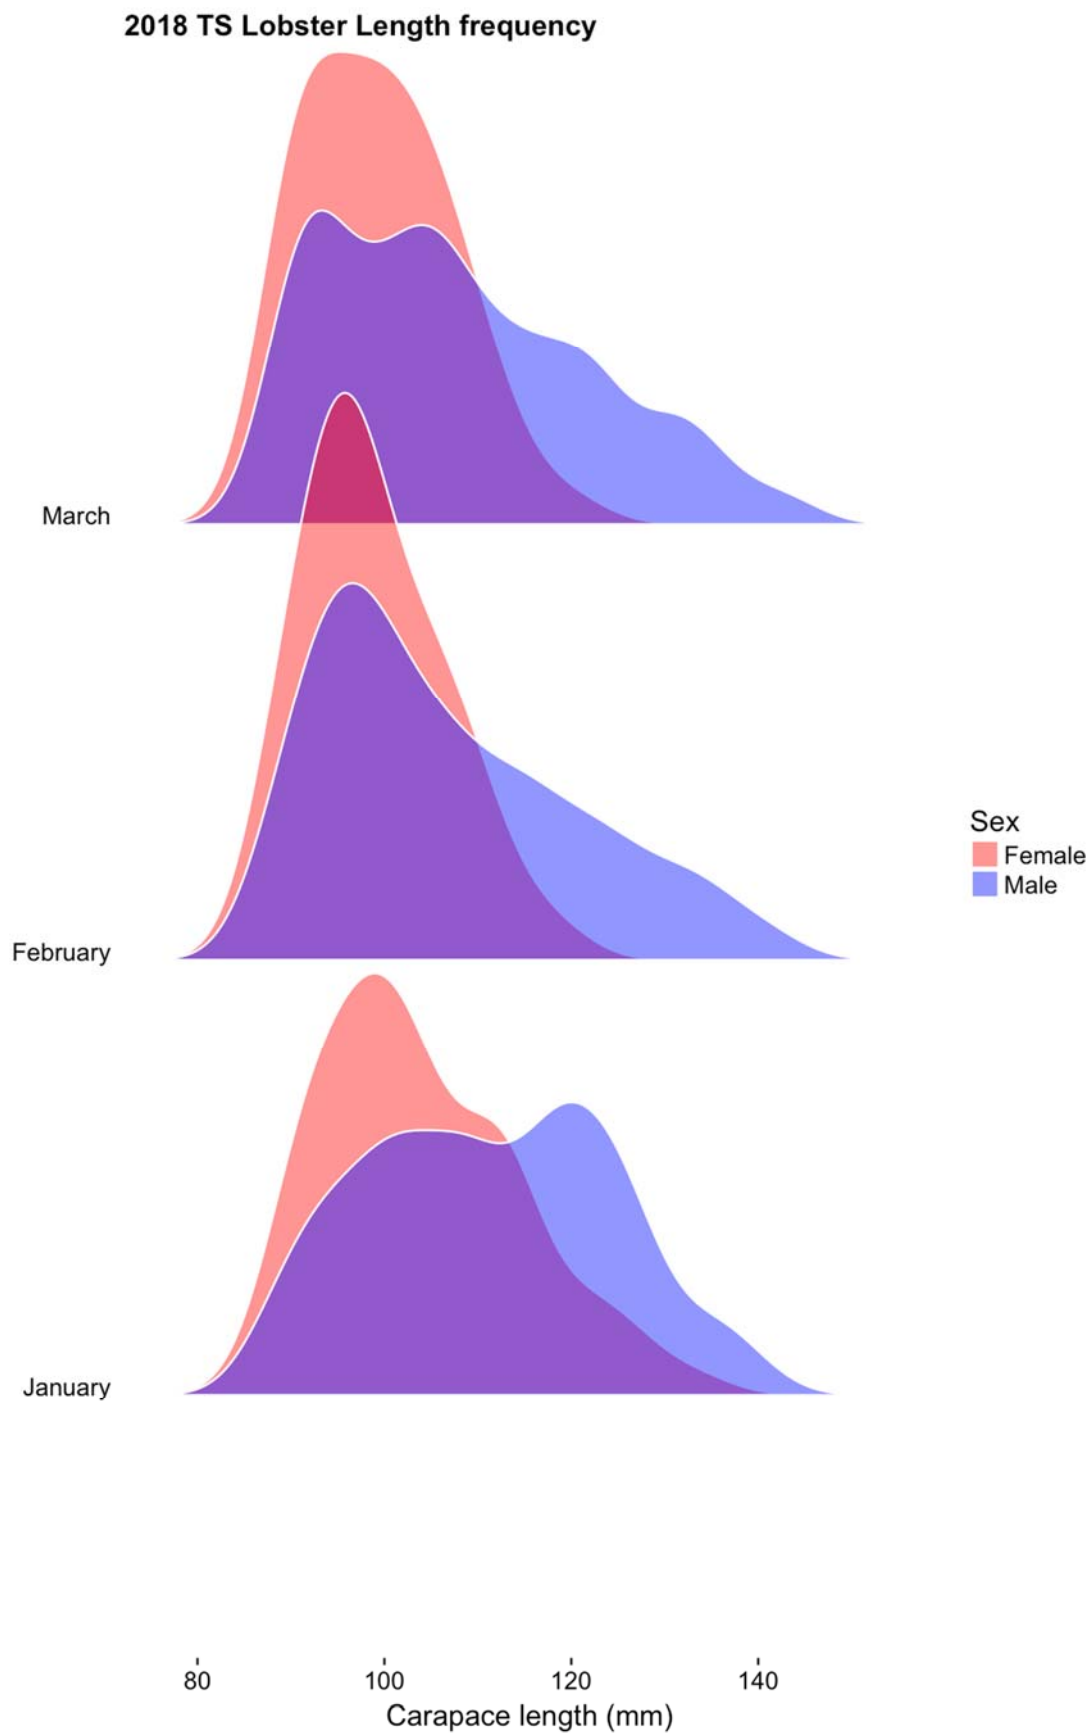 2018 TS Lobster Length frequency
March
February
January
Sex
Female
Male
80 100 120 140
Carapace length (mm)